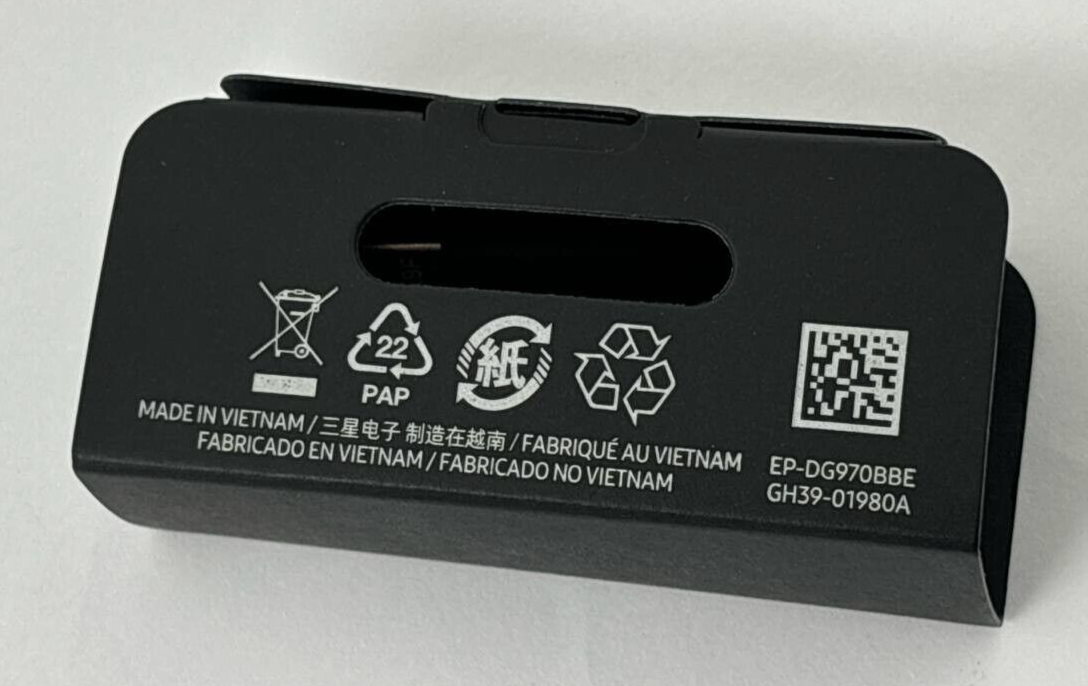 22
PAP
紙
MADE IN VIETNAM / 三星电子 制造在越南 / FABRIQUÉ AU VIETNAM
FABRICADO EN VIETNAM / FABRICADO NO VIETNAM
EP-DG970BBE
GH39-01980A